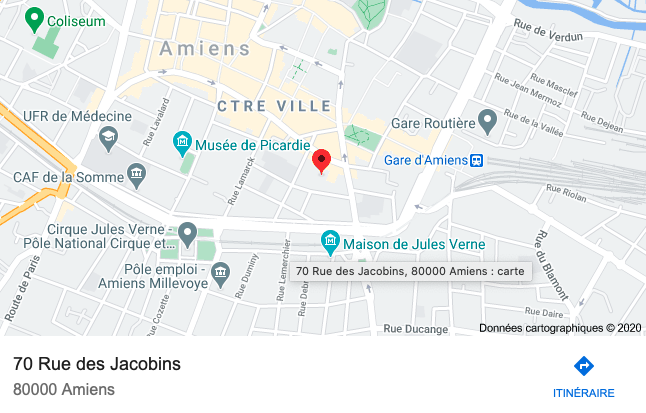 Coliseum
Rue de Verdun
Amiens
Rue Masclef
Rue Jean Mermoz
CTRE VILLE
UFR de Médecine
Rue Lavalard
Gare Routière
Rue de la Vallée
Rue Dejean
Musée de Picardie
Rue Lamarck
Gare d'Amiens
CAF de la Somme
Rue Riolan
Cirque Jules Verne -
Pôle National Cirque et...
Maison de Jules Verne
Rue du Blamont
Route de Paris
Pôle emploi -
Amiens Millevoye
Rue Duminy
Rue Lemerchier
Rue Debr
70 Rue des Jacobins, 80000 Amiens : carte
Rue Cozette
Rue Daire
Rue Ducange
Données cartographiques © 2020
70 Rue des Jacobins
80000 Amiens
ITINÉRAIRE